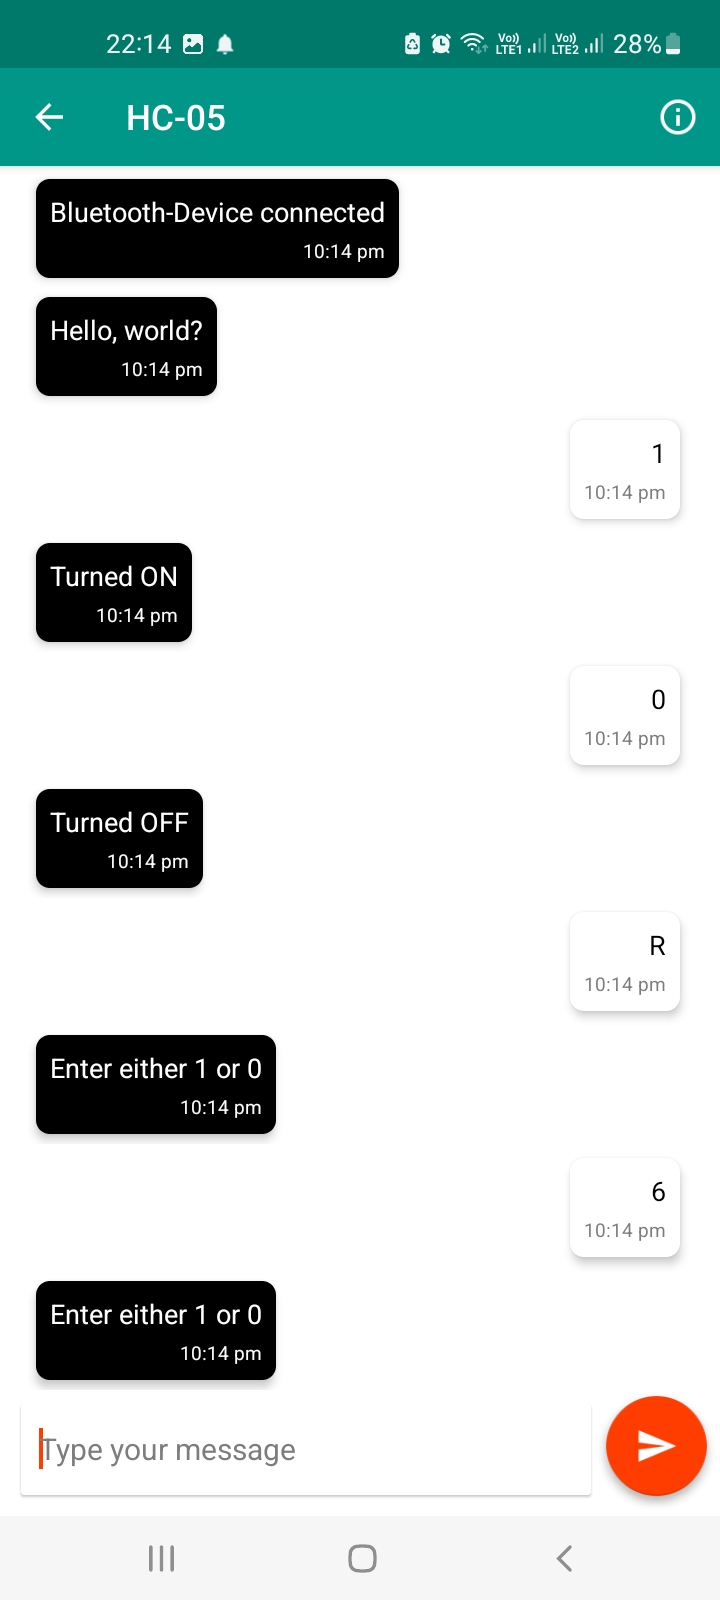 22:14 Vo)) LTE1 Vo)) LTE2 28%
HC-05
Bluetooth-Device connected
10:14 pm
Hello, world?
10:14 pm
1
10:14 pm
Turned ON
10:14 pm
0
10:14 pm
Turned OFF
10:14 pm
R
10:14 pm
Enter either 1 or 0
10:14 pm
6
10:14 pm
Enter either 1 or 0
10:14 pm
Type your message